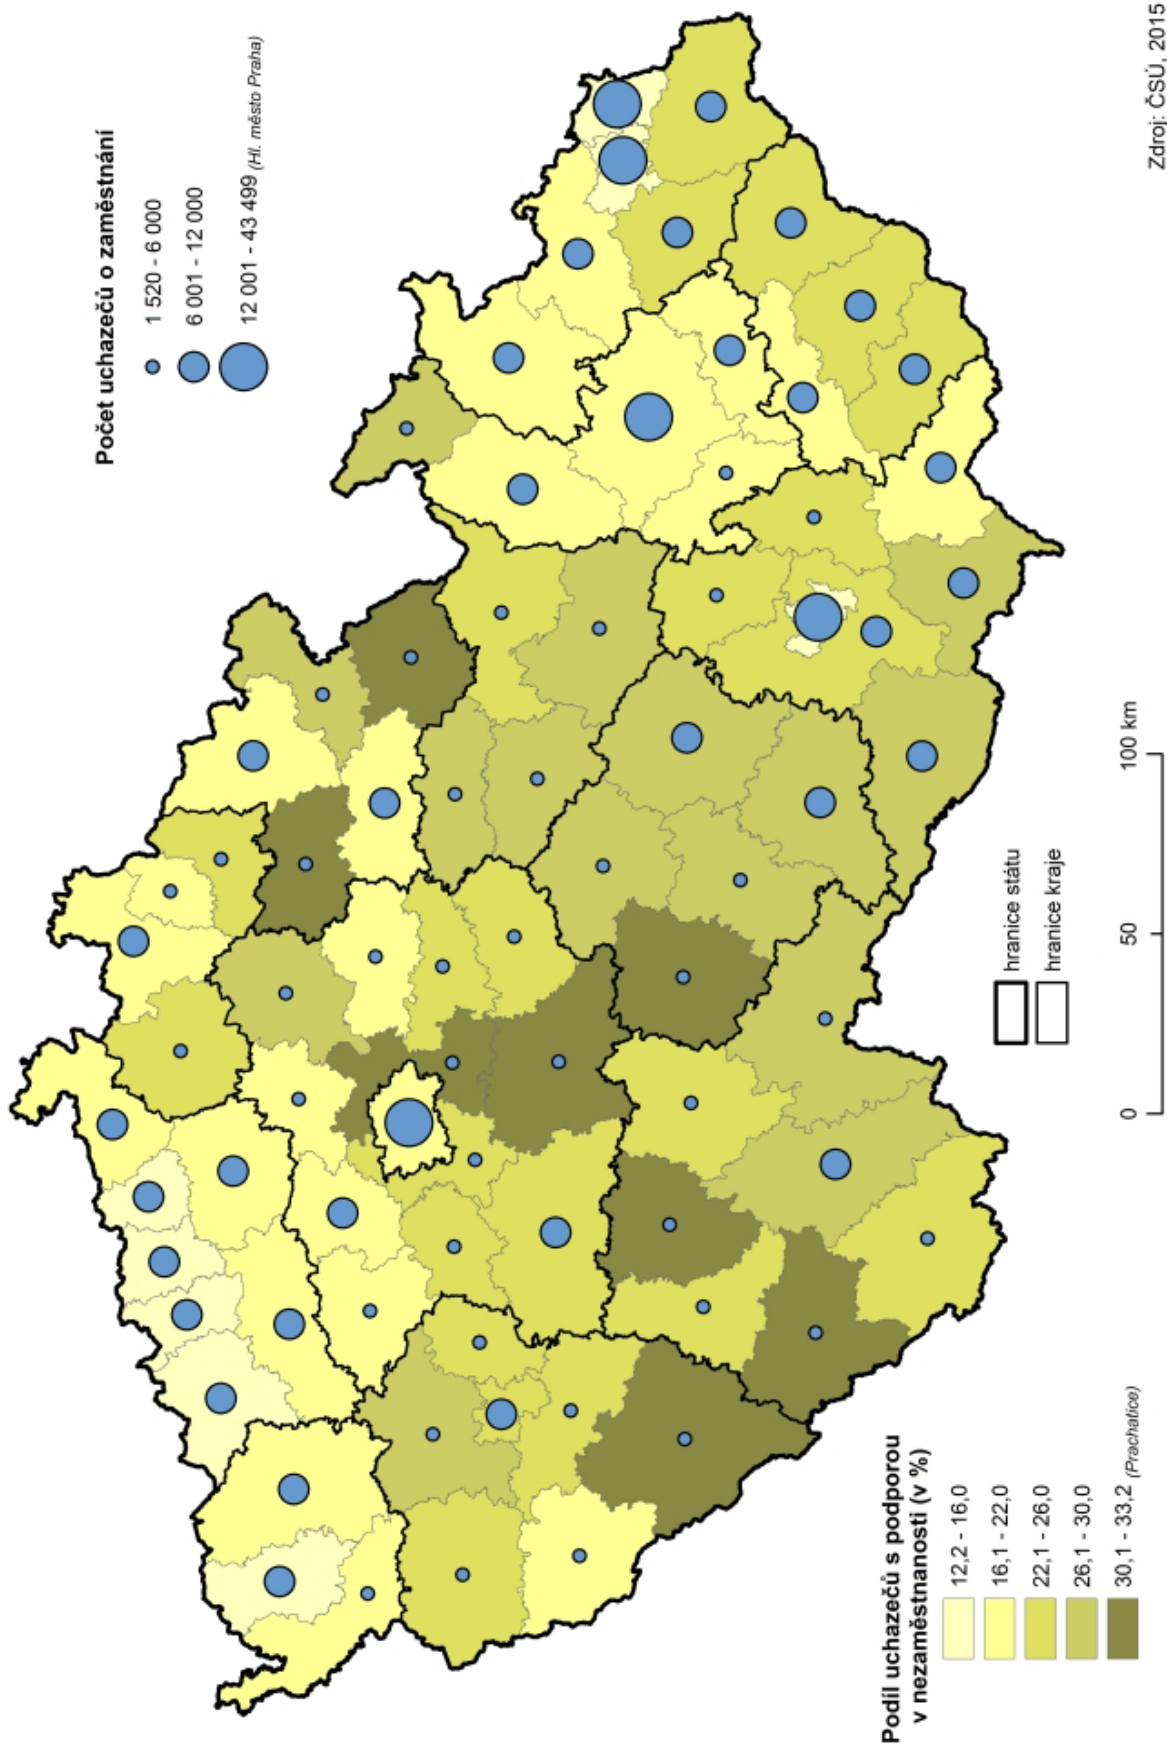 Počet uchazečů o zaměstnání
1 520 - 6 000
6 001 - 12 000
12 001 - 43 499 (Hl. město Praha)
Podíl uchazečů s podporou
v nezaměstnanosti (v %)
12,2 - 16,0
16,1 - 22,0
22,1 - 26,0
26,1 - 30,0
30,1 - 33,2 (Prachatice)
hranice státu
hranice kraje
0 50 100 km
Zdroj: ČSÚ, 2015